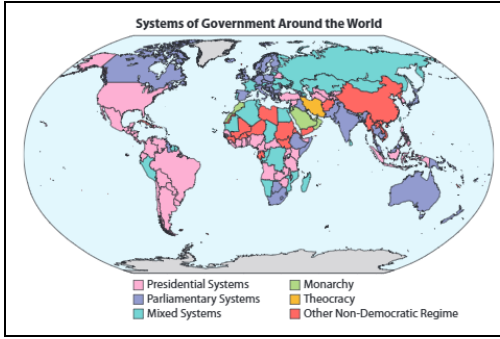 Systems of Government Around the World
Presidential Systems
Parliamentary Systems
Mixed Systems
Monarchy
Theocracy
Other Non-Democratic Regime